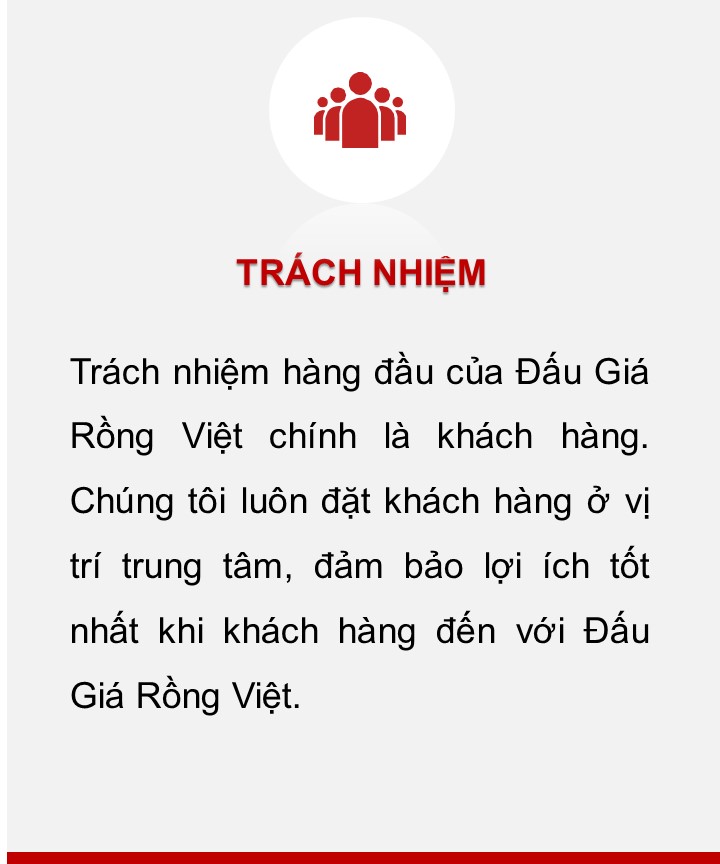 TRÁCH NHIỆM
Trách nhiệm hàng đầu của Đấu Giá
Rồng Việt chính là khách hàng.
Chúng tôi luôn đặt khách hàng ở vị
trí trung tâm, đảm bảo lợi ích tốt
nhất khi khách hàng đến với Đấu
Giá Rồng Việt.